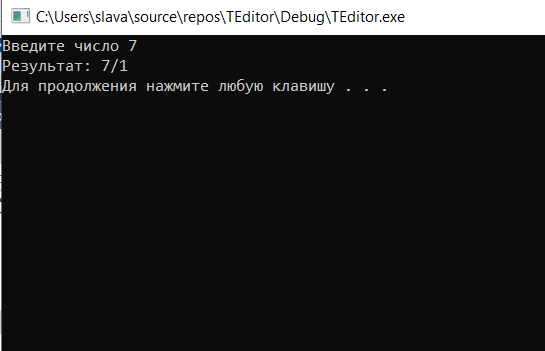 C:\Users\slava\source\repos\TEditor\Debug\TEditor.exe
Введите число 7
Результат: 7/1
Для продолжения нажмите любую клавишу . . .